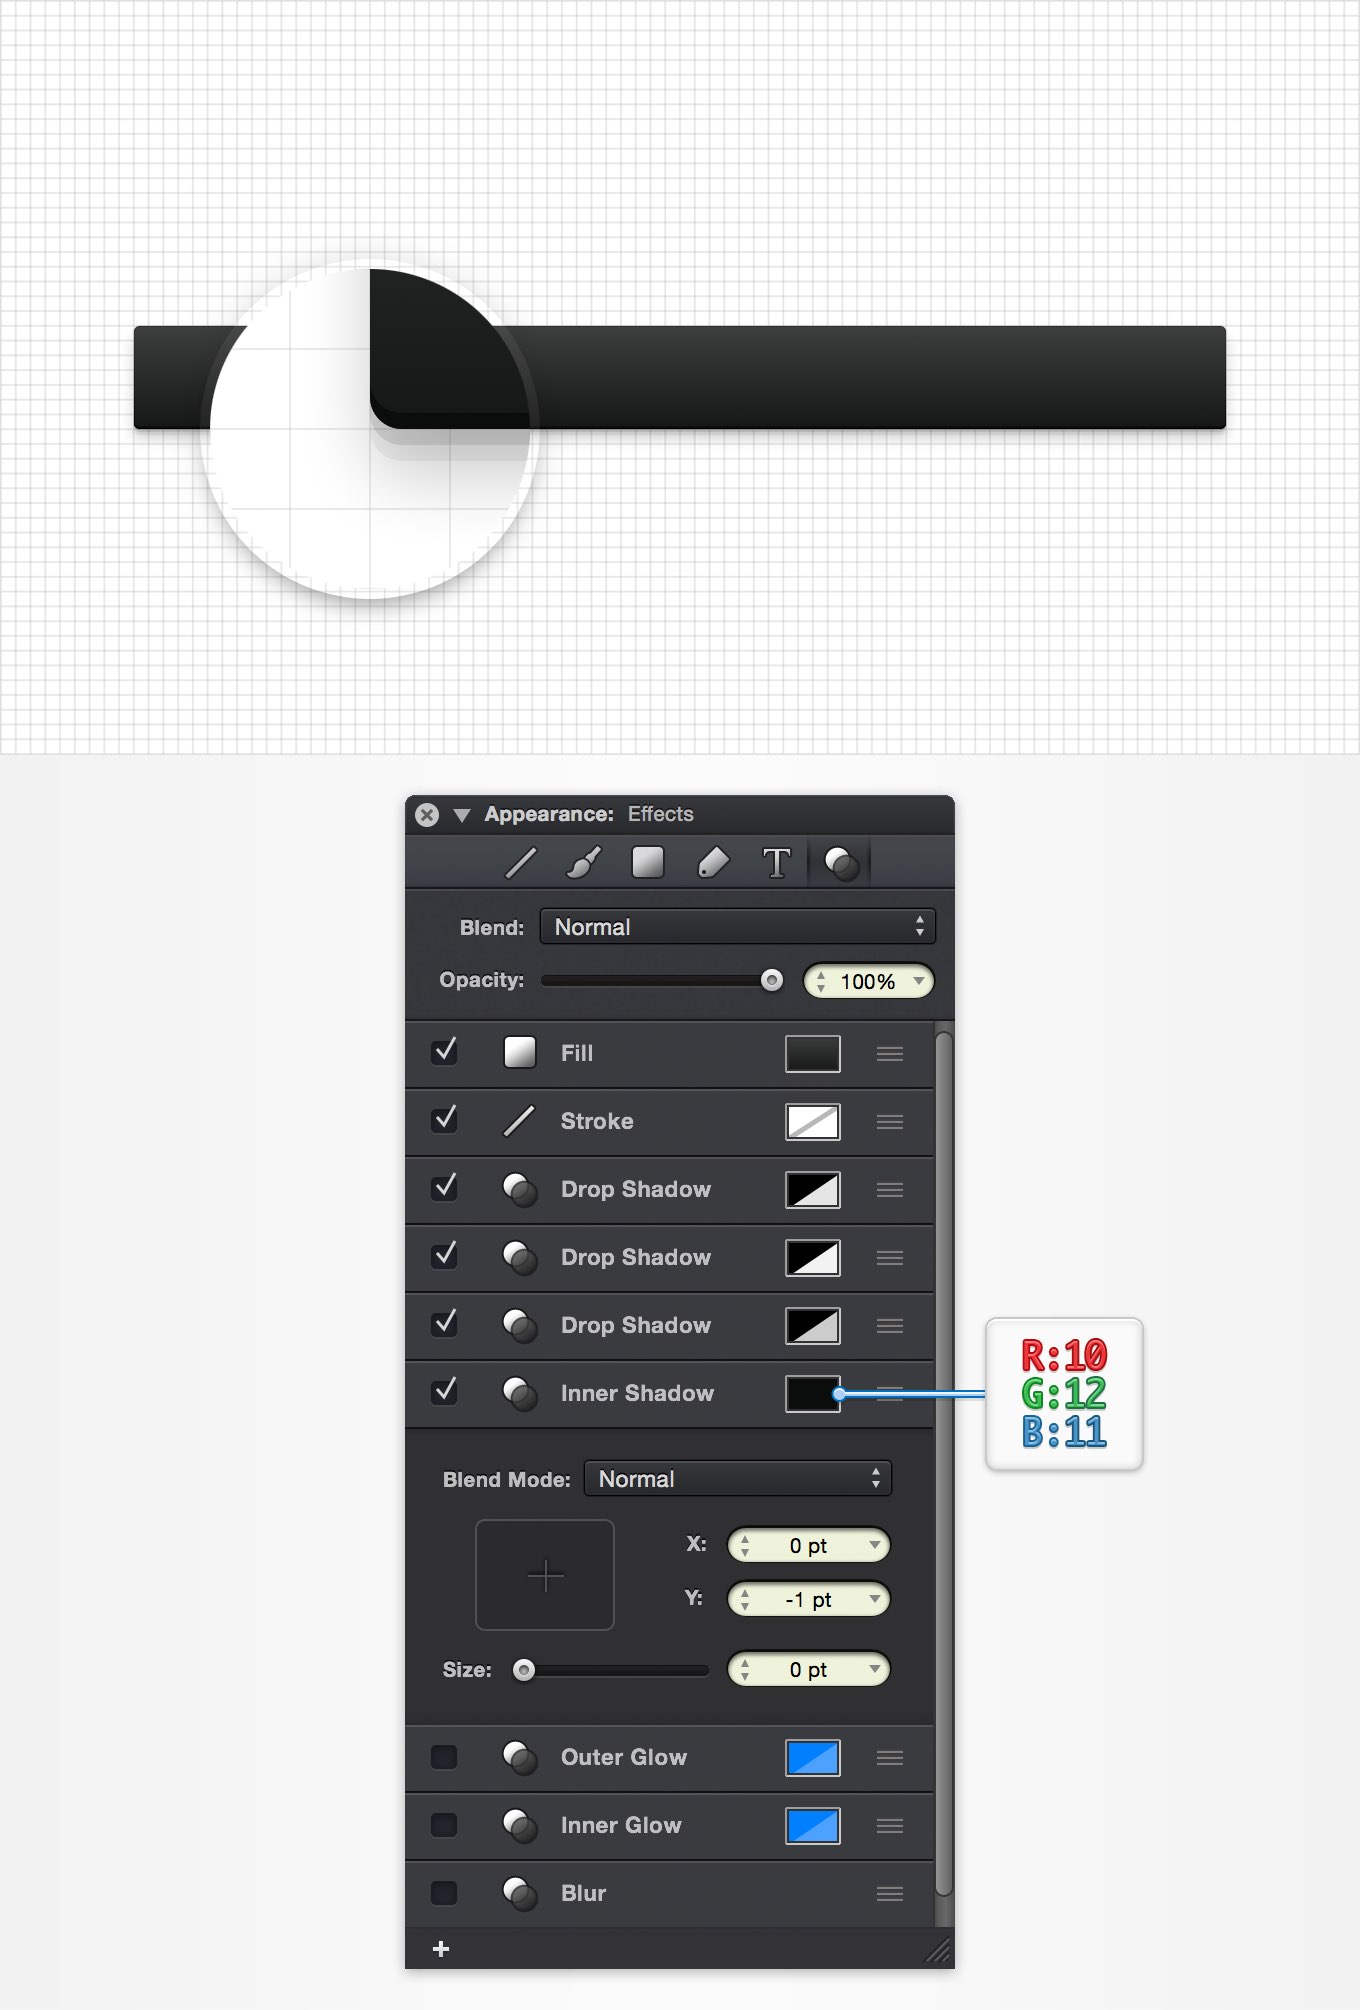 Appearance: Effects
T
Blend: Normal
Opacity: 100%
Fill
Stroke
Drop Shadow
Drop Shadow
Drop Shadow
Inner Shadow
R:10
G:12
B:11
Blend Mode: Normal
X: 0 pt
Y: -1 pt
Size: 0 pt
Outer Glow
Inner Glow
Blur